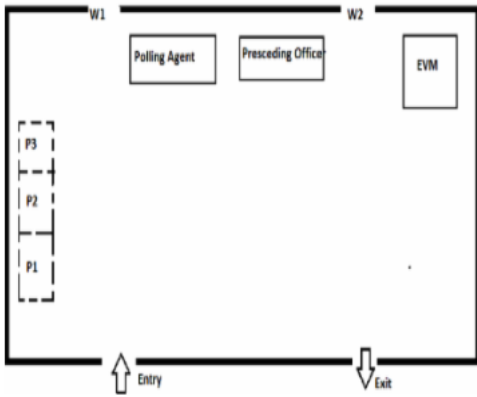 W1
W2
Polling Agent
Presceding Officer
EVM
P3
P2
P1
Entry
Exit